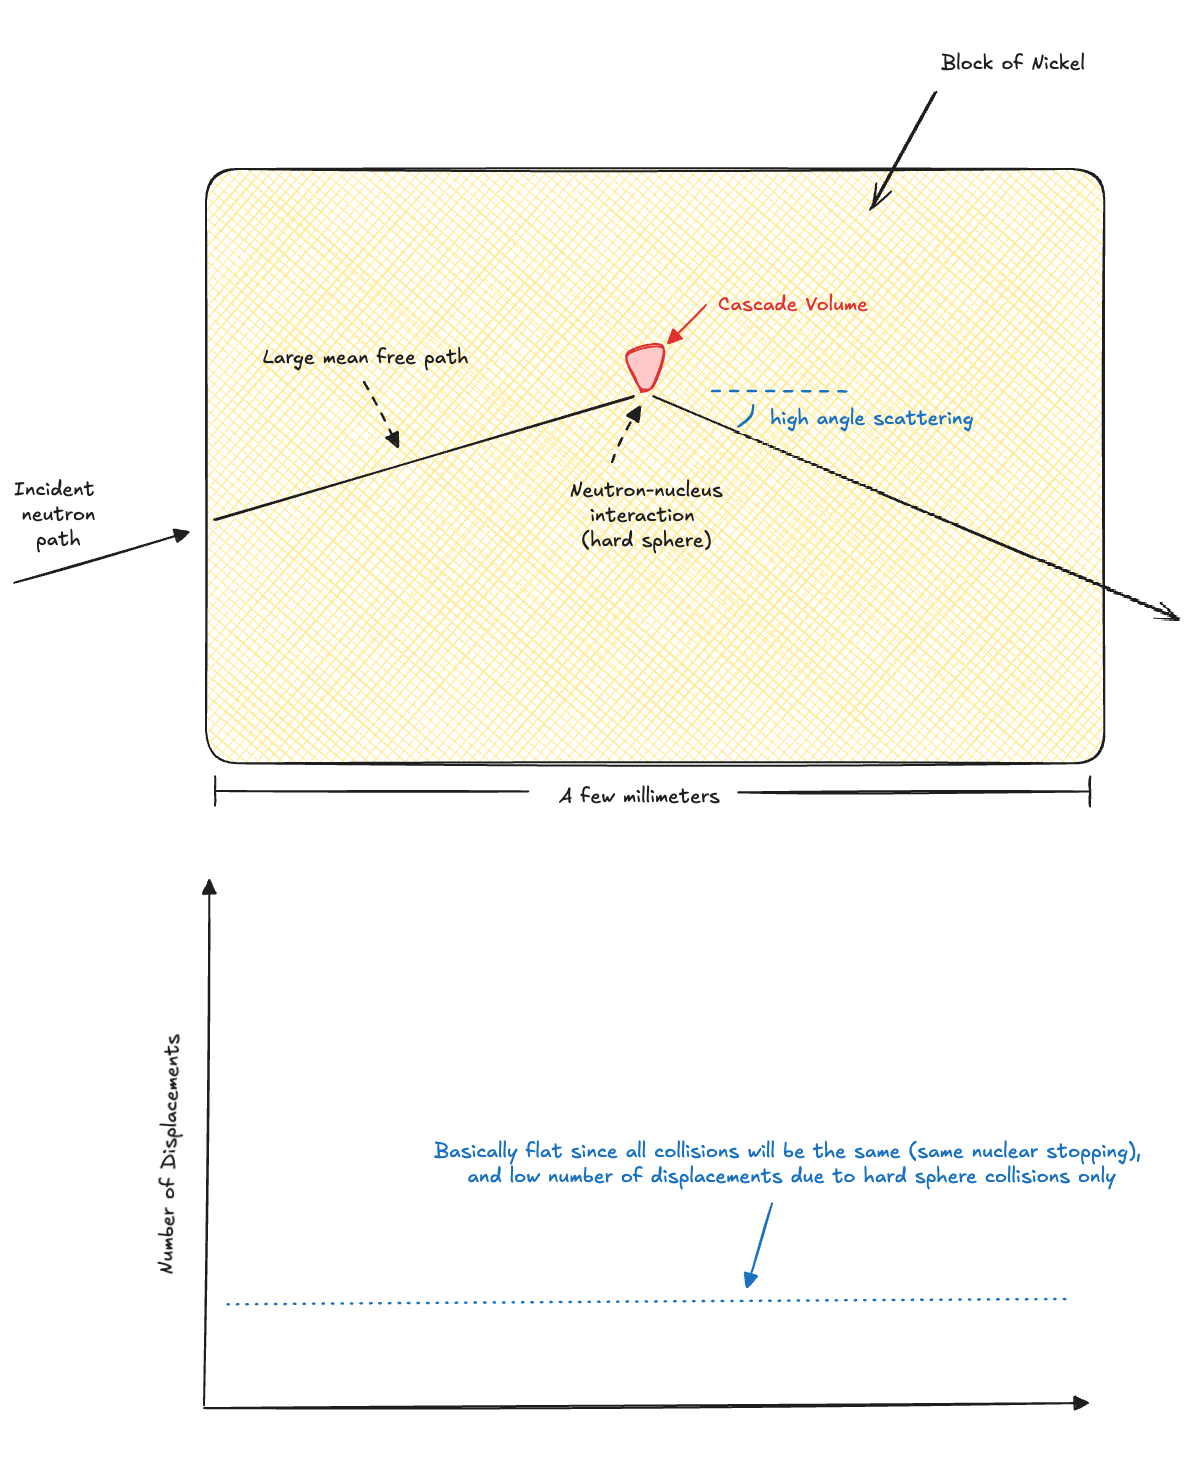 Block of Nickel
Cascade Volume
Large mean free path
high angle scattering
Incident
neutron
path
Neutron-nucleus
interaction
(hard sphere)
A few millimeters
Number of Displacements
Basically flat since all collisions will be the same (same nuclear stopping),
and low number of displacements due to hard sphere collisions only